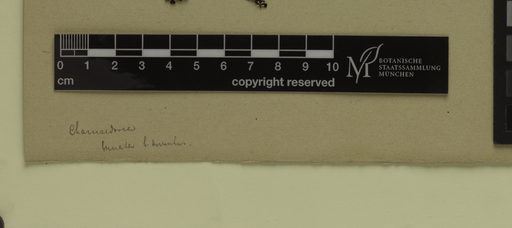 0 1 2 3 4 5 6 7 8 9 10
cm copyright reserved
M BOTANISCHE
STAATSSAMMLUNG
MÜNCHEN
Chamaedorea